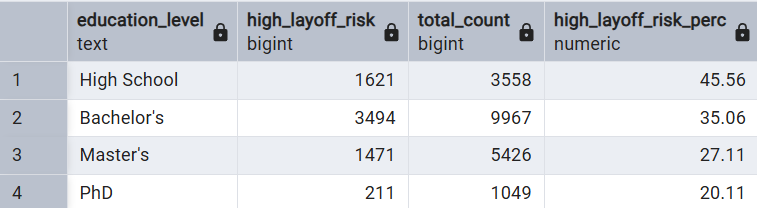 education_level high_layoff_risk total_count high_layoff_risk_perc
text bigint bigint numeric
1 High School 1621 3558 45.56
2 Bachelor's 3494 9967 35.06
3 Master's 1471 5426 27.11
4 PhD 211 1049 20.11